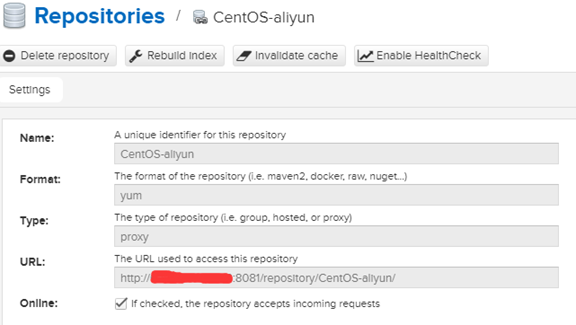 Repositories / CentOS-aliyun
Delete repository Rebuild index Invalidate cache Enable HealthCheck
Settings
Name: A unique identifier for this repository
CentOS-aliyun
Format: The format of the repository (i.e. maven2, docker, raw, nuget...)
yum
Type: The type of repository (i.e. group, hosted, or proxy)
proxy
URL: The URL used to access this repository
http:// :8081/repository/CentOS-aliyun/
Online: If checked, the repository accepts incoming requests